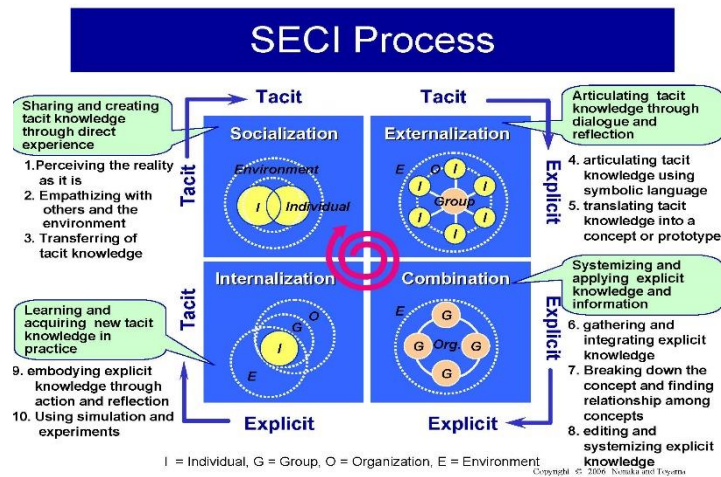 SECI Process
Tacit
Tacit
Sharing and creating
tacit knowledge
through direct
experience
1.Perceiving the reality
as it is
2. Empathizing with
others and the
environment
3. Transferring of
tacit knowledge
Tacit
Socialization
Environment
I
Individual
Externalization
E
O
I
I
I
Group
I
I
I
Explicit
Articulating tacit
knowledge through
dialogue and
reflection
4. articulating tacit
knowledge using
symbolic language
5. translating tacit
knowledge into a
concept or prototype
Learning and
acquiring new tacit
knowledge in
practice
9. embodying explicit
knowledge through
action and reflection
10. Using simulation and
experiments
Tacit
Internalization
O
G
I
E
Combination
E
G
G
Org.
G
G
Explicit
Systemizing and
applying explicit
knowledge and
information
6. gathering and
integrating explicit
knowledge
7. Breaking down the
concept and finding
relationship among
concepts
8. editing and
systemizing explicit
knowledge
Explicit
Explicit
I = Individual, G = Group, O = Organization, E = Environment
Copyright © 2006 Nonaka and Toyama